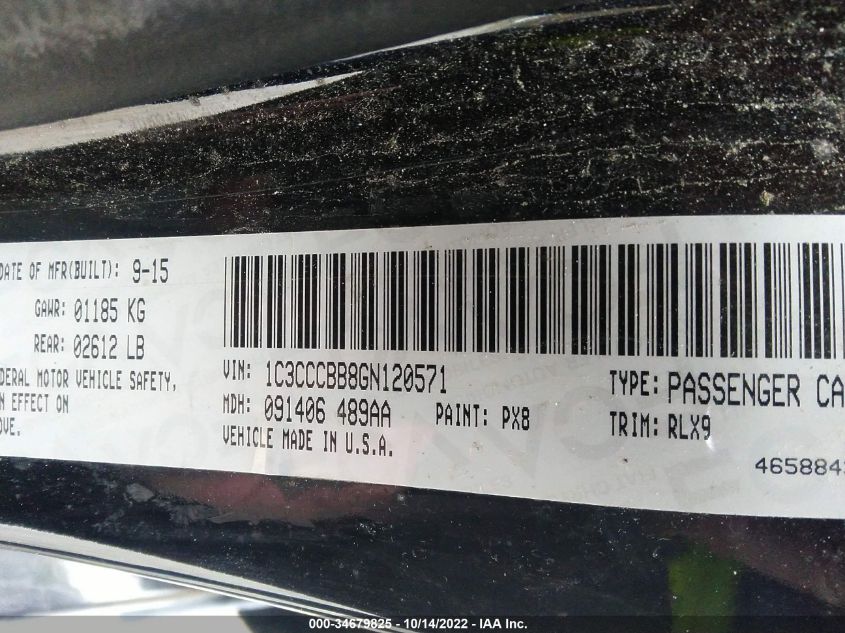 DATE OF MFR(BUILT): 9-15
GAWR: 01185 KG
REAR: 02612 LB
DERAL MOTOR VEHICLE SAFETY,
N EFFECT ON
OVE.
VIN: 1C3CCCBB8GN120571
MDH: 091406 489AA PAINT: PX8
VEHICLE MADE IN U.S.A.
TYPE: PASSENGER CA
TRIM: RLX9
465884
000-34679825 - 10/14/2022 - IAA Inc.